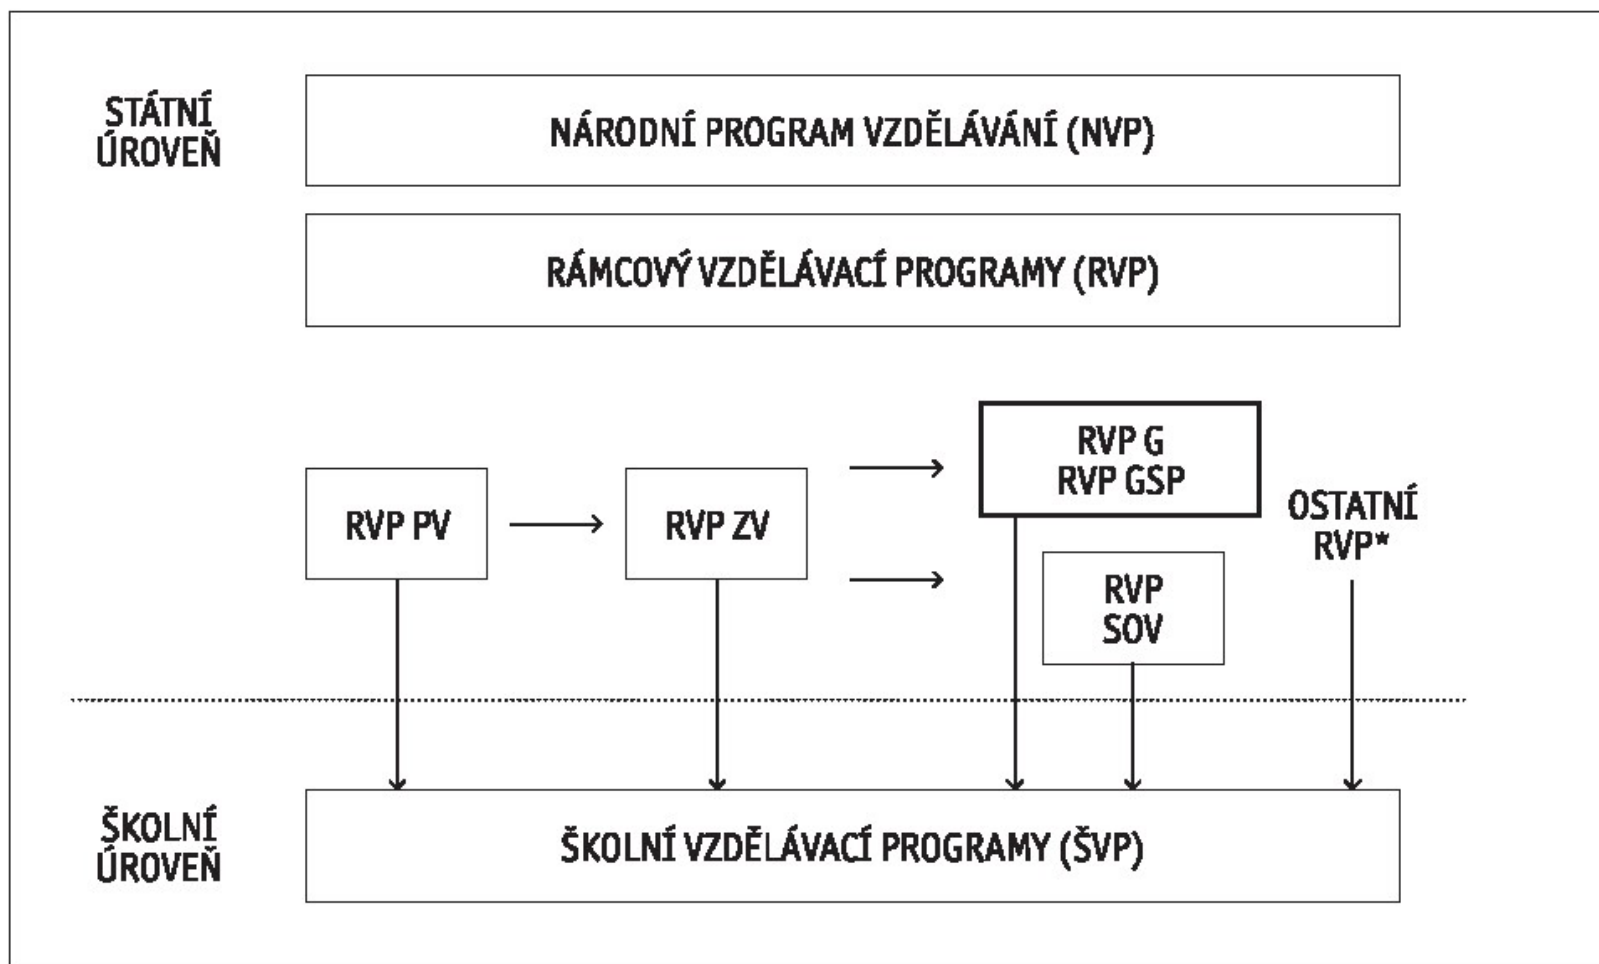 STÁTNÍ
ÚROVEŇ
NÁRODNÍ PROGRAM VZDĚLÁVÁNÍ (NVP)
RÁMCOVÝ VZDĚLÁVACÍ PROGRAMY (RVP)
RVP PV
RVP ZV
RVP G
RVP GSP
RVP
SOV
OSTATNÍ
RVP*
ŠKOLNÍ
ÚROVEŇ
ŠKOLNÍ VZDĚLÁVACÍ PROGRAMY (ŠVP)